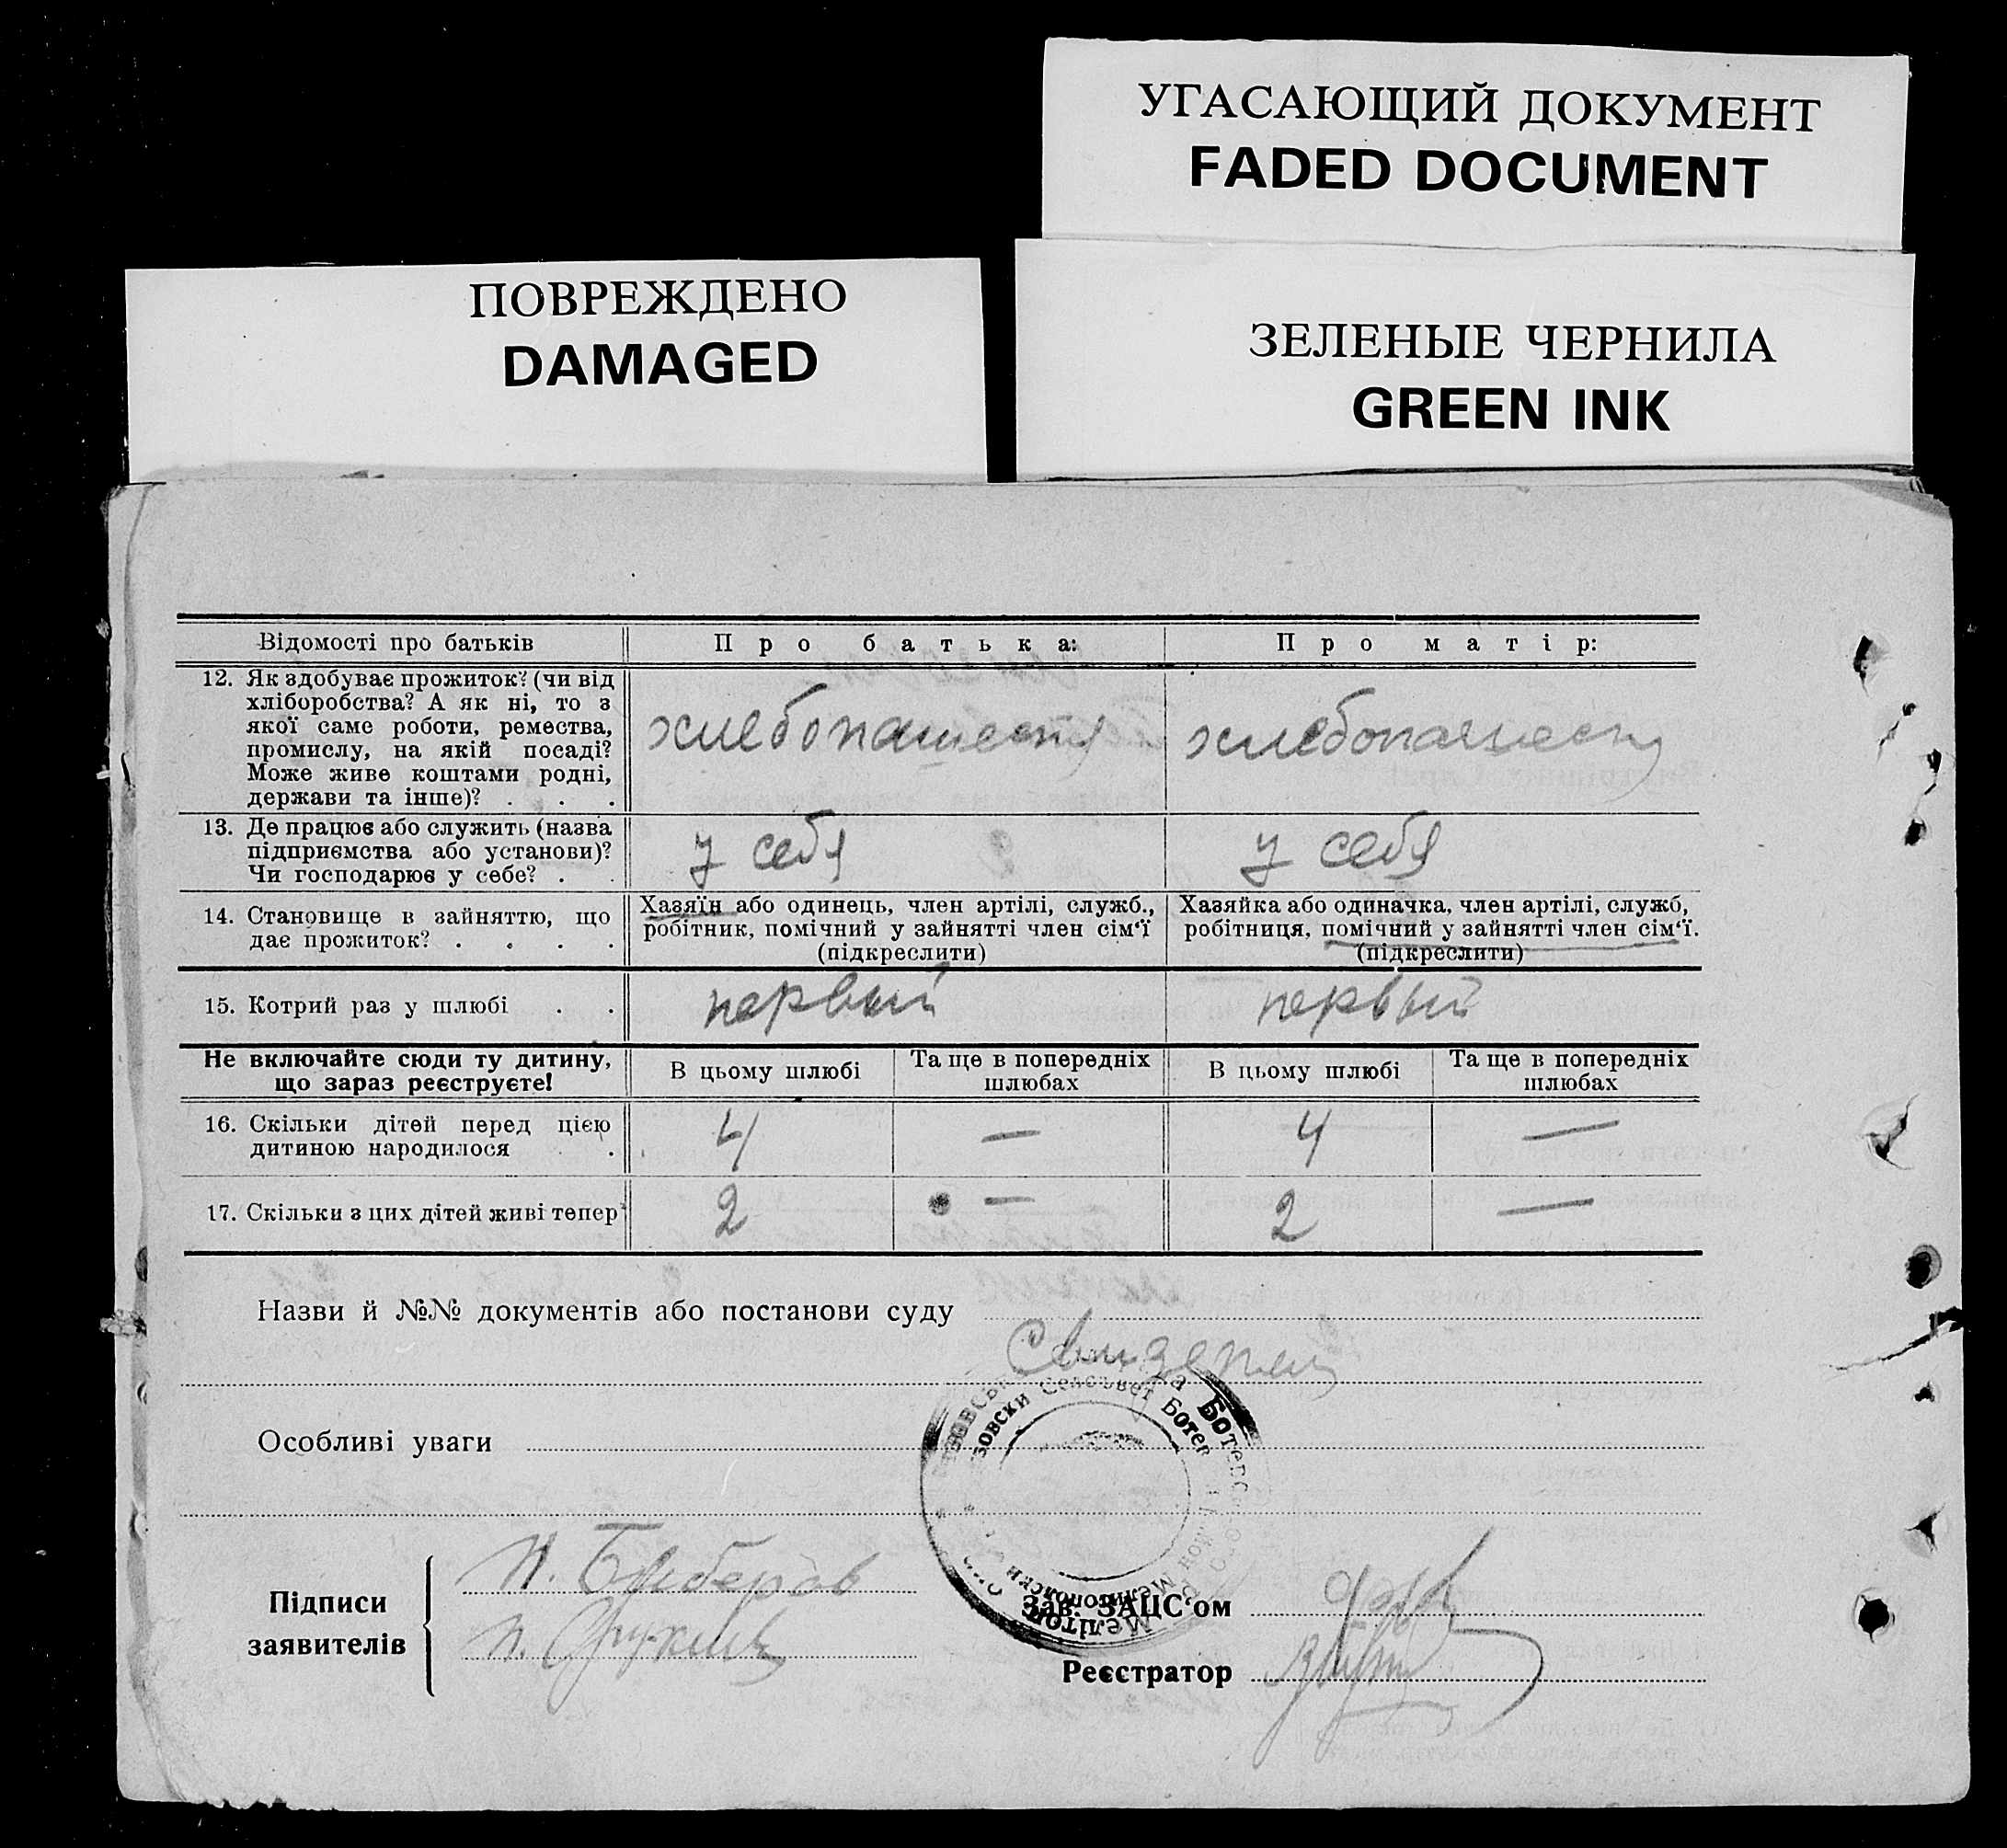 УГАСАЮЩИЙ ДОКУМЕНТ
FADED DOCUMENT
ПОВРЕЖДЕНО
DAMAGED
ЗЕЛЕНЫЕ ЧЕРНИЛА
GREEN INK
Відомості про батьків Про батька: Про матір:
12. Як здобуває прожиток? (чи від
хліборобства? А як ні, то з
якої саме роботи, ремества,
промислу, на якій посаді?
Може живе коштами родні,
держави та інше)? . . .
хлебопашеств хлебопашеств
13. Де працює або служить (назва
підприємства або установи)?
Чи господарює у себе? . .
у себя у себя
14. Становище в зайняттю, що
дає прожиток? . . . .
Хазяїн або одинець, член артілі, служб.,
робітник, помічний у зайнятті член сім‘ї
(підкреслити)
Хазяйка або одиначка, член артілі, служб,
робітниця, помічний у зайнятті член сім‘ї.
(підкреслити)
15. Котрий раз у шлюбі . . первый первый
Не включайте сюди ту дитину,
що зараз реєструєте!
В цьому шлюбі
Та ще в попередніх
шлюбах
В цьому шлюбі
Та ще в попередніх
шлюбах
16. Скільки дітей перед цією
дитиною народилося .
4 — 4 —
17. Скільки з цих дітей живі тепер 2 — 2 —
Назви й №№ документів або постанови суду
Особливі уваги
зовски Селсъвет Ботев
Мелитополски
Підписи
заявителів
П.
П.
Зав. ЗАЦС‘ом
Реєстратор